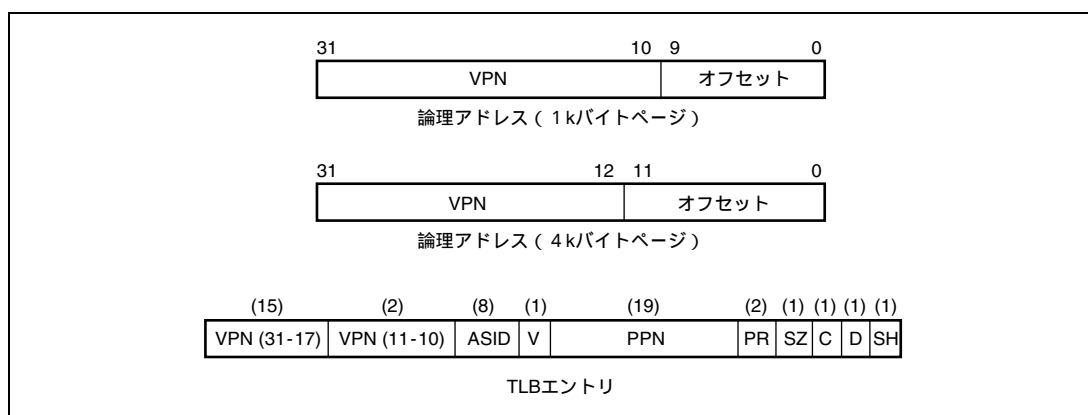 31 10 9 0
VPN オフセット
論理アドレス（1kバイトページ）
31 12 11 0
VPN オフセット
論理アドレス（4kバイトページ）
(15) (2) (8) (1) (19) (2) (1) (1) (1) (1)
VPN (31-17) VPN (11-10) ASID V PPN PR SZ C D SH
TLBエントリ